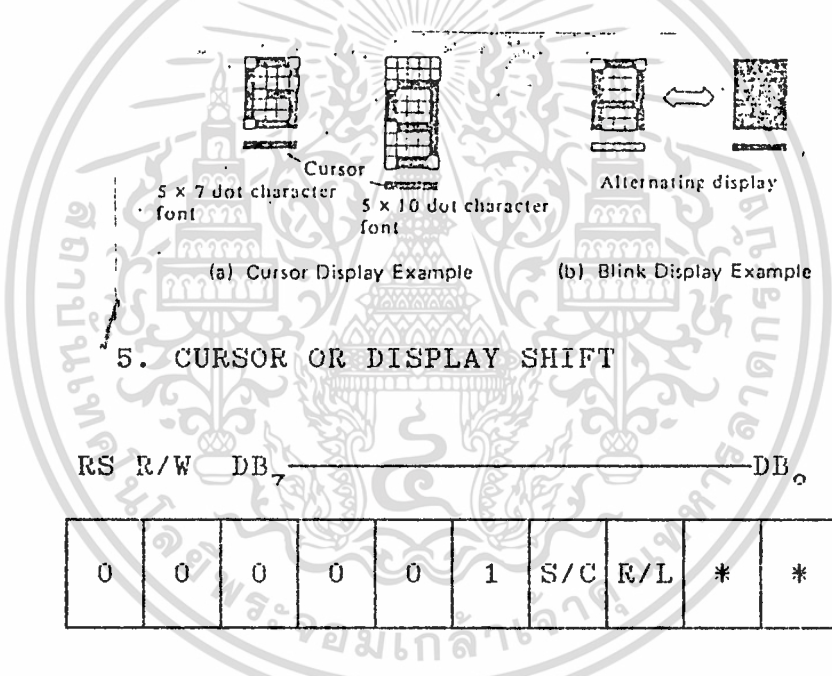 Cursor
5 × 7 dot character font
5 × 10 dot character font
Alternating display
(a) Cursor Display Example
(b) Blink Display Example
5. CURSOR OR DISPLAY SHIFT
RS R/W DB7 DB0
0 0 0 0 0 1 S/C R/L * *